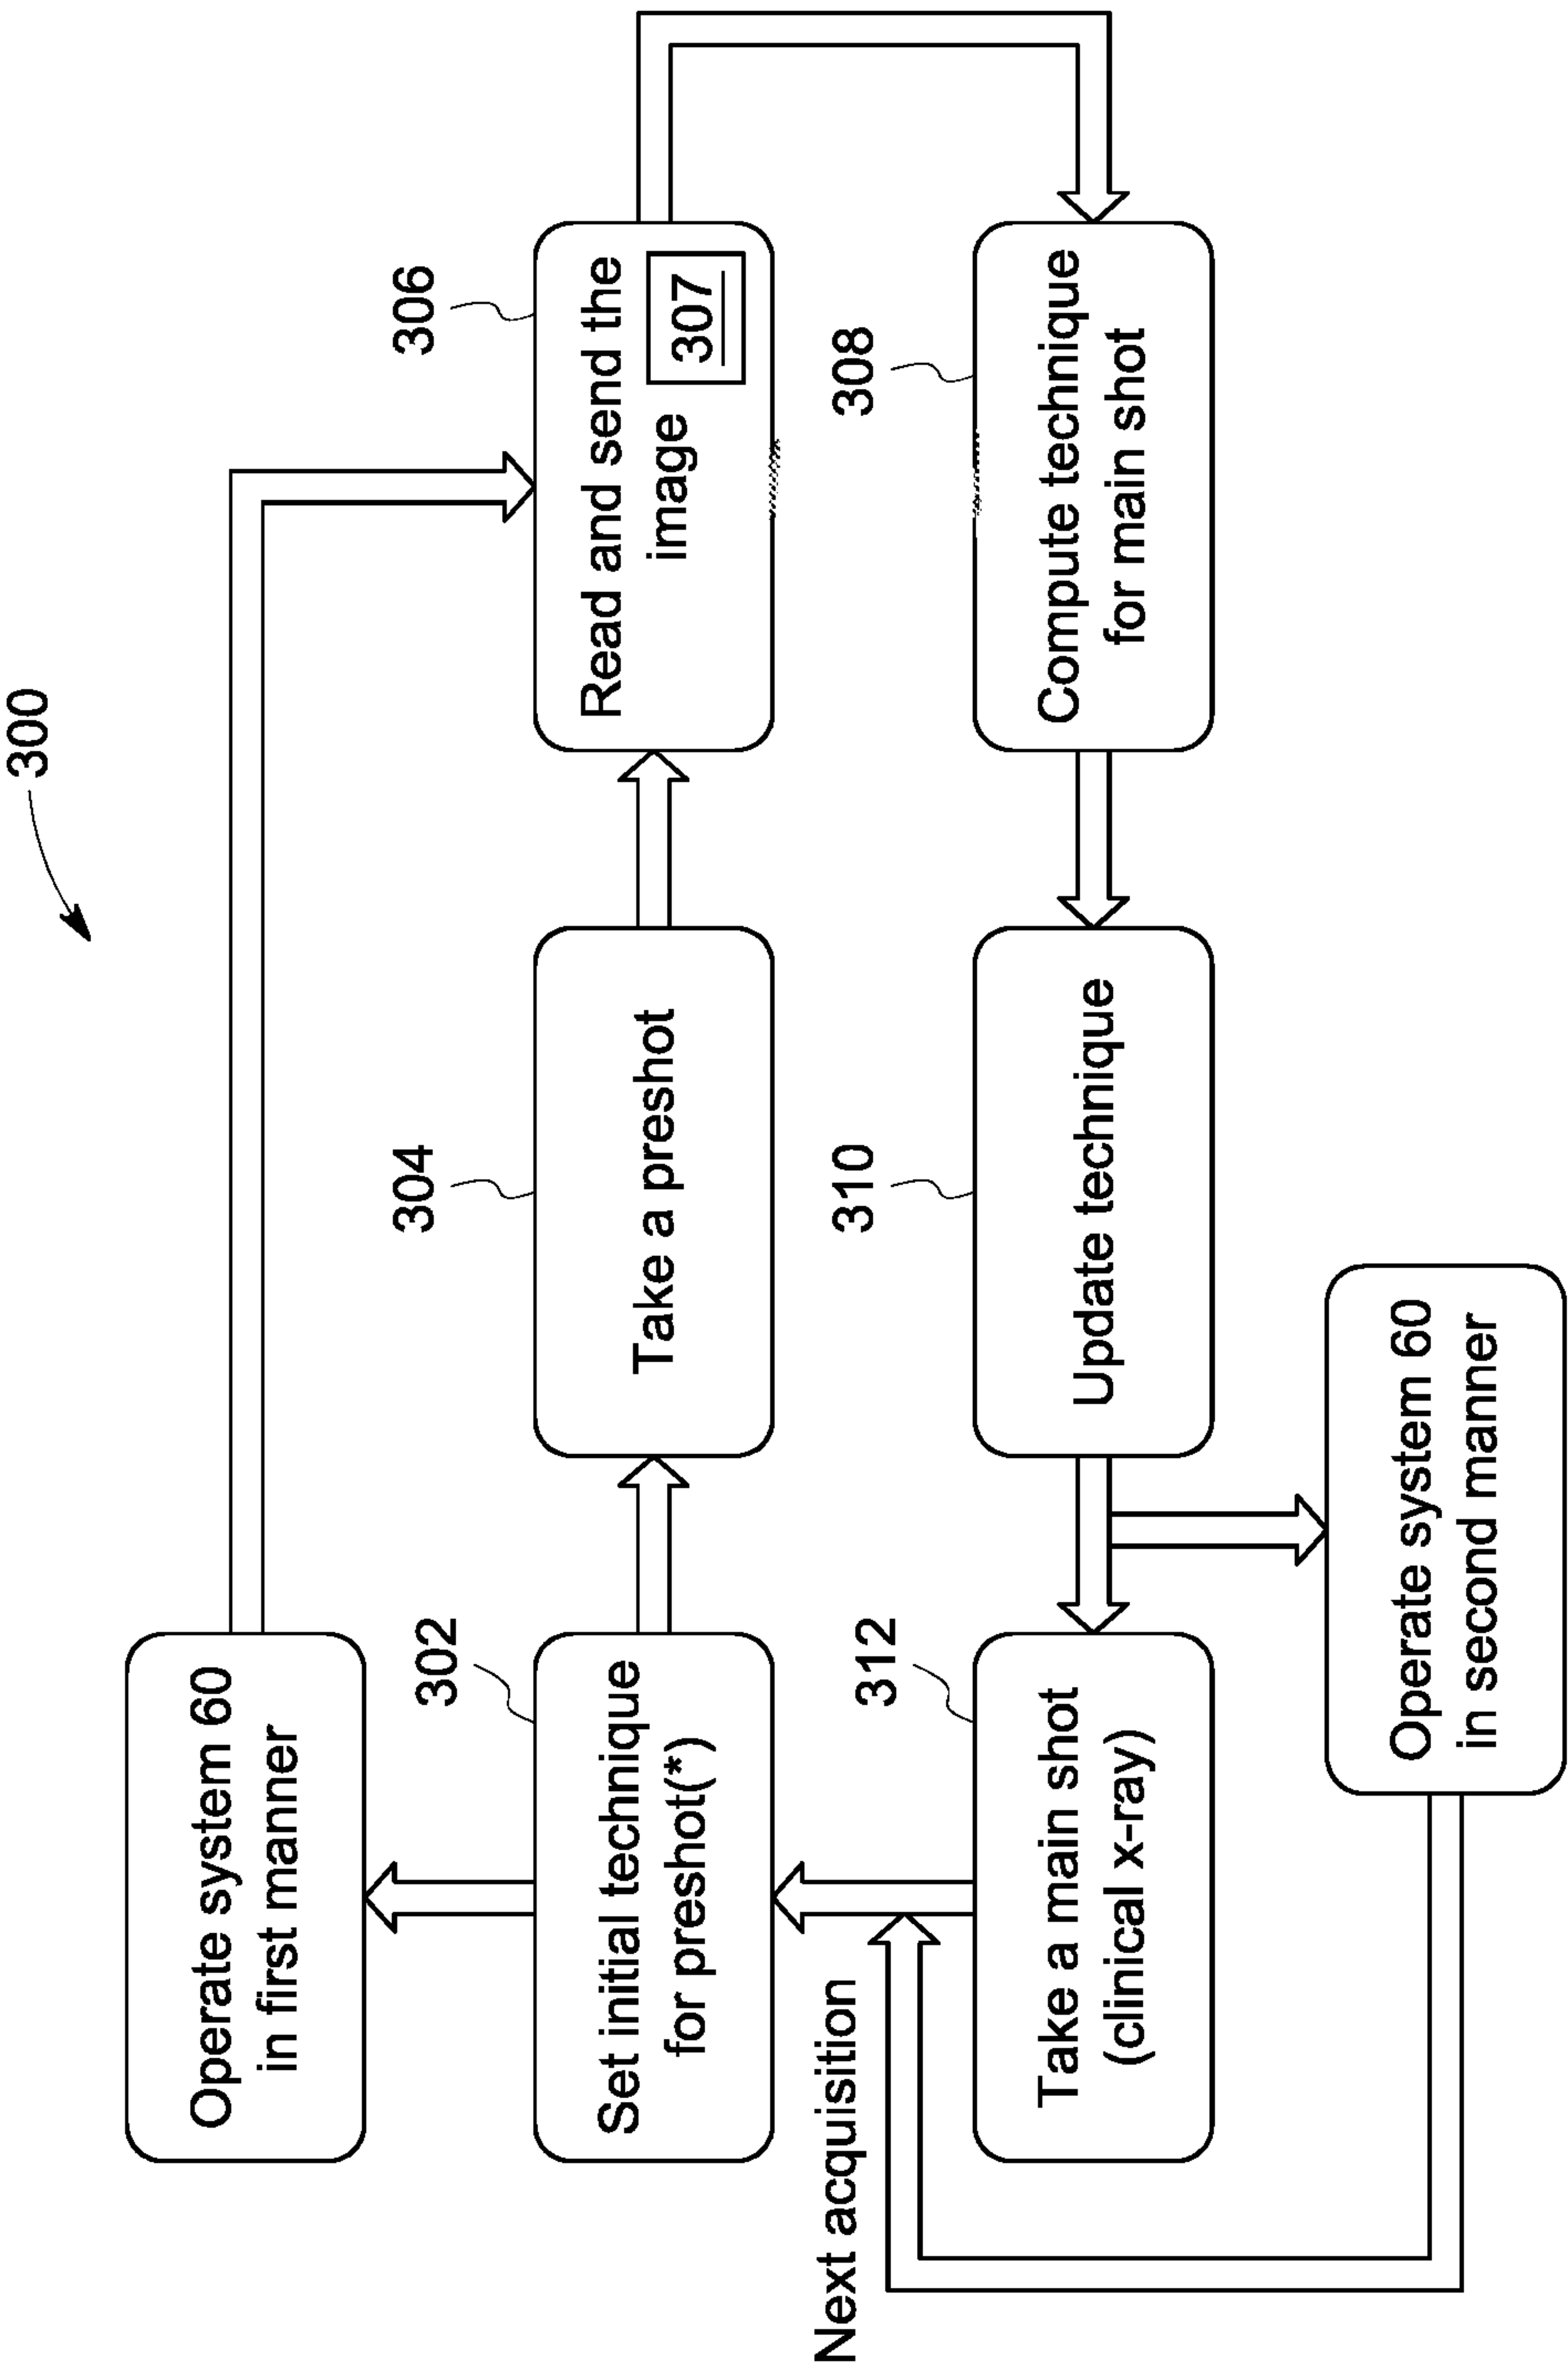 300
Operate system 60
in first manner
302
Set initial technique
for preshot(*)
304
Take a preshot
306
Read and send the
image
307
Next acquisition
312
Take a main shot
(clinical x-ray)
310
Update technique
308
Compute technique
for main shot
Operate system 60
in second manner